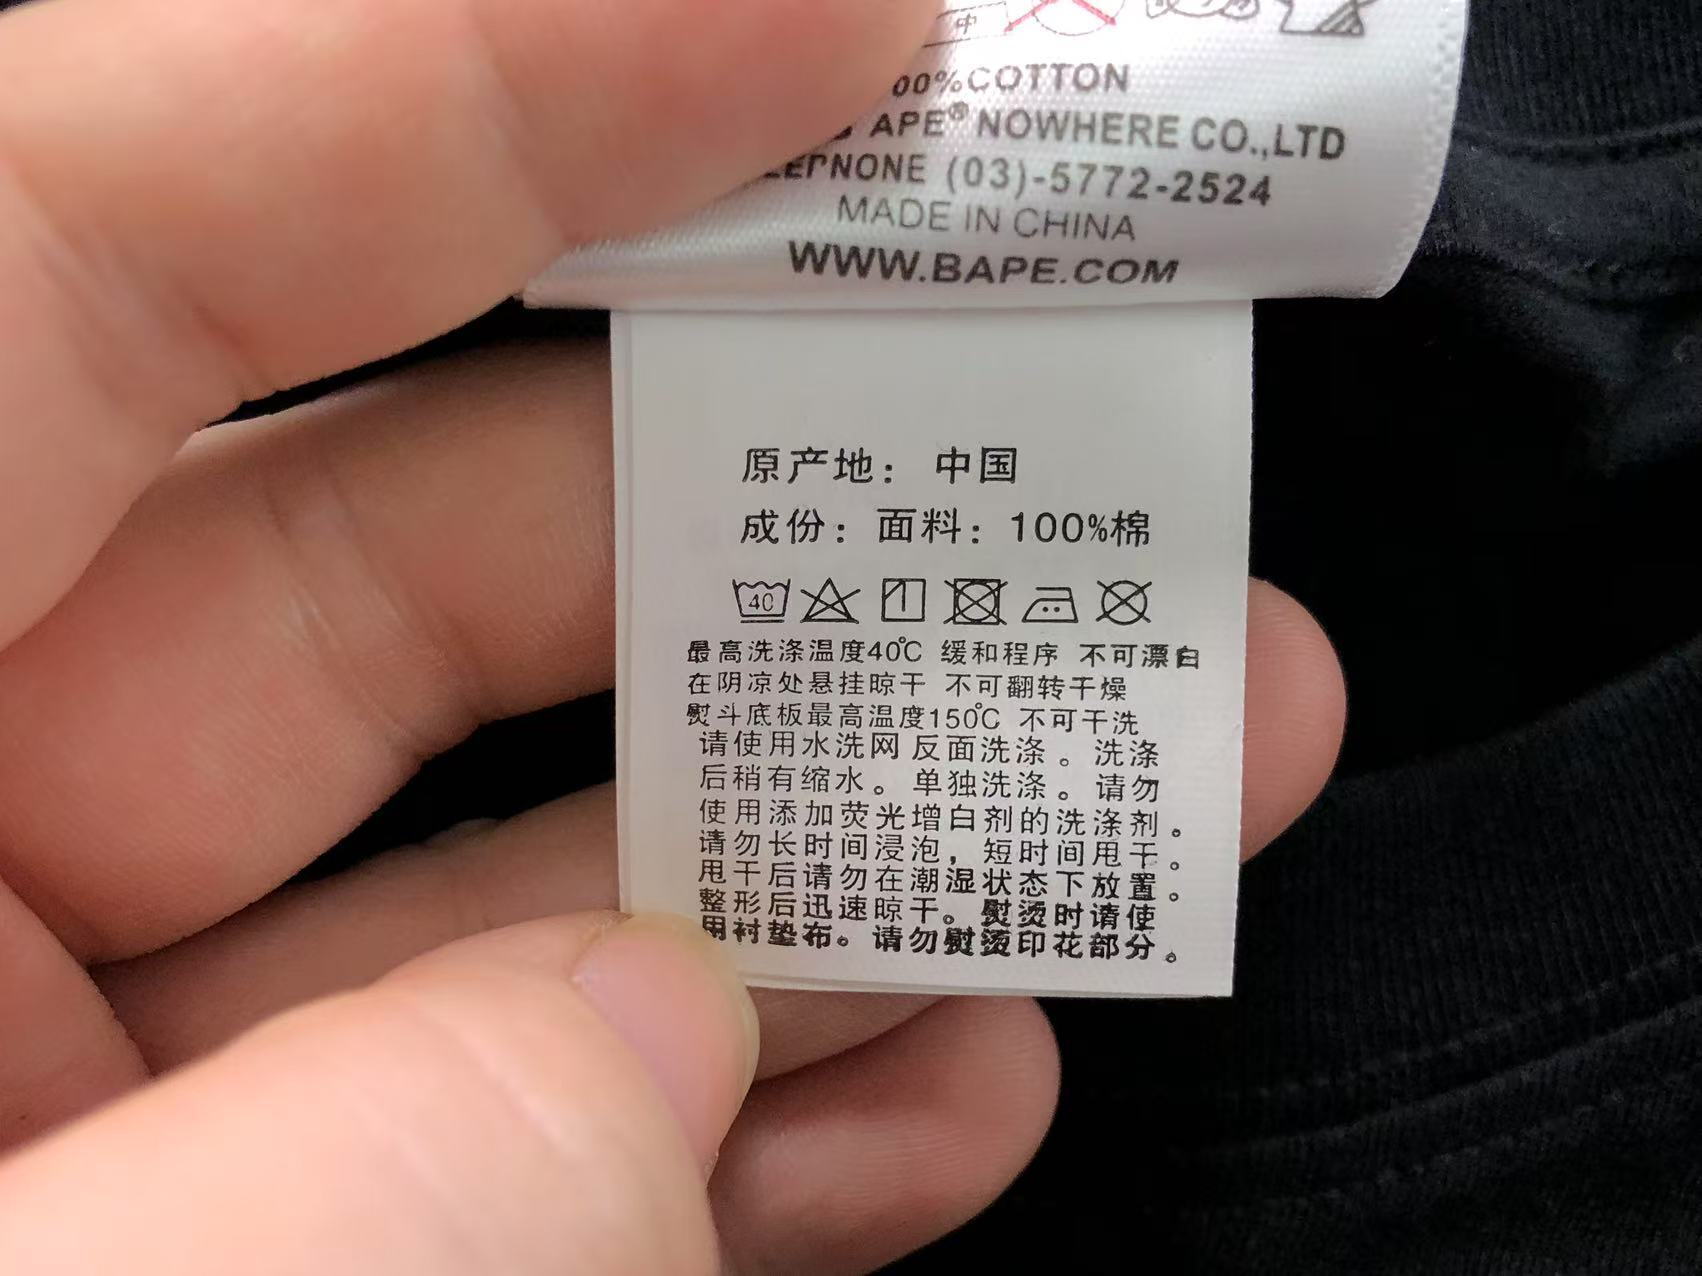 中
00%COTTON
APE® NOWHERE CO.,LTD
(03)-5772-2524
MADE IN CHINA
WWW.BAPE.COM
原产地：中国
成份：面料：100%棉
40
最高洗涤温度40℃ 缓和程序 不可漂白
在阴凉处悬挂晾干 不可翻转干燥
熨斗底板最高温度150℃ 不可干洗
请使用水洗网反面洗涤。洗涤
后稍有缩水。单独洗涤。请勿
使用添加荧光增白剂的洗涤剂。
请勿长时间浸泡，短时间甩干。
甩干后请勿在潮湿状态下放置。
整形后迅速晾干。熨烫时请使
用衬垫布。请勿熨烫印花部分。